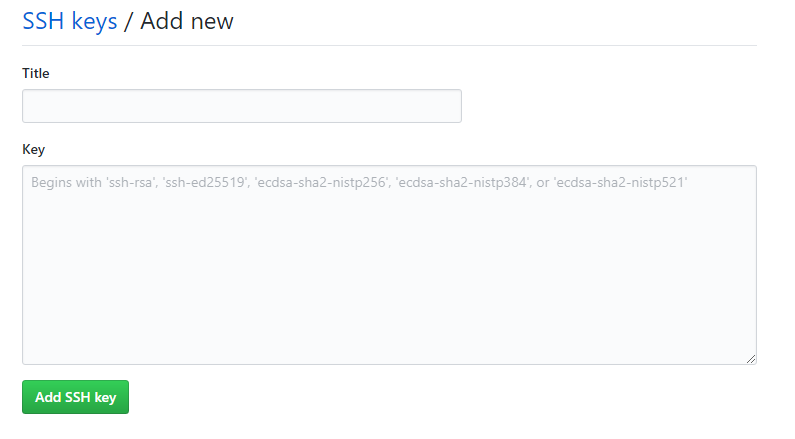 SSH keys / Add new
Title
Key
Begins with 'ssh-rsa', 'ssh-ed25519', 'ecdsa-sha2-nistp256', 'ecdsa-sha2-nistp384', or 'ecdsa-sha2-nistp521'
Add SSH key